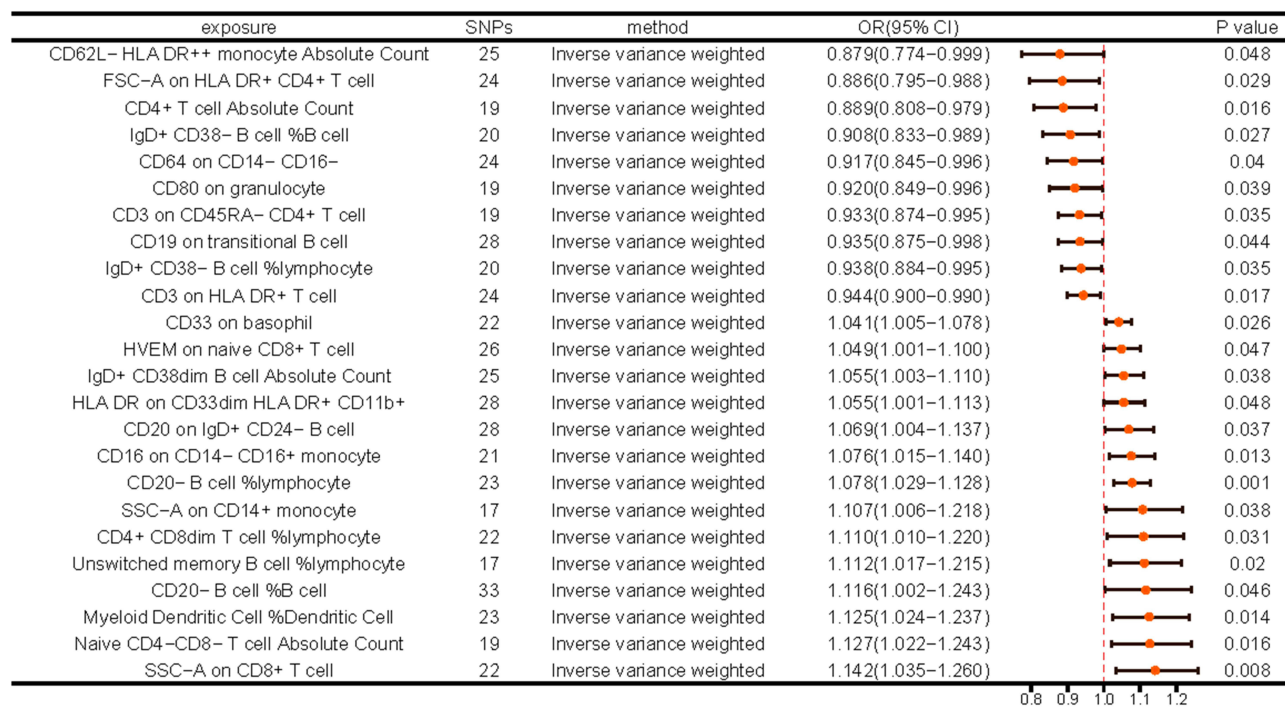 exposure SNPs method OR(95% CI) P value
CD62L− HLA DR++ monocyte Absolute Count 25 Inverse variance weighted 0.879(0.774−0.999) 0.048
FSC−A on HLA DR+ CD4+ T cell 24 Inverse variance weighted 0.886(0.795−0.988) 0.029
CD4+ T cell Absolute Count 19 Inverse variance weighted 0.889(0.808−0.979) 0.016
IgD+ CD38− B cell %B cell 20 Inverse variance weighted 0.908(0.833−0.989) 0.027
CD64 on CD14− CD16− 24 Inverse variance weighted 0.917(0.845−0.996) 0.04
CD80 on granulocyte 19 Inverse variance weighted 0.920(0.849−0.996) 0.039
CD3 on CD45RA− CD4+ T cell 19 Inverse variance weighted 0.933(0.874−0.995) 0.035
CD19 on transitional B cell 28 Inverse variance weighted 0.935(0.875−0.998) 0.044
IgD+ CD38− B cell %lymphocyte 20 Inverse variance weighted 0.938(0.884−0.995) 0.035
CD3 on HLA DR+ T cell 24 Inverse variance weighted 0.944(0.900−0.990) 0.017
CD33 on basophil 22 Inverse variance weighted 1.041(1.005−1.078) 0.026
HVEM on naive CD8+ T cell 26 Inverse variance weighted 1.049(1.001−1.100) 0.047
IgD+ CD38dim B cell Absolute Count 25 Inverse variance weighted 1.055(1.003−1.110) 0.038
HLA DR on CD33dim HLA DR+ CD11b+ 28 Inverse variance weighted 1.055(1.001−1.113) 0.048
CD20 on IgD+ CD24− B cell 28 Inverse variance weighted 1.069(1.004−1.137) 0.037
CD16 on CD14− CD16+ monocyte 21 Inverse variance weighted 1.076(1.015−1.140) 0.013
CD20− B cell %lymphocyte 23 Inverse variance weighted 1.078(1.029−1.128) 0.001
SSC−A on CD14+ monocyte 17 Inverse variance weighted 1.107(1.006−1.218) 0.038
CD4+ CD8dim T cell %lymphocyte 22 Inverse variance weighted 1.110(1.010−1.220) 0.031
Unswitched memory B cell %lymphocyte 17 Inverse variance weighted 1.112(1.017−1.215) 0.02
CD20− B cell %B cell 33 Inverse variance weighted 1.116(1.002−1.243) 0.046
Myeloid Dendritic Cell %Dendritic Cell 23 Inverse variance weighted 1.125(1.024−1.237) 0.014
Naive CD4−CD8− T cell Absolute Count 19 Inverse variance weighted 1.127(1.022−1.243) 0.016
SSC−A on CD8+ T cell 22 Inverse variance weighted 1.142(1.035−1.260) 0.008
0.8 0.9 1.0 1.1 1.2